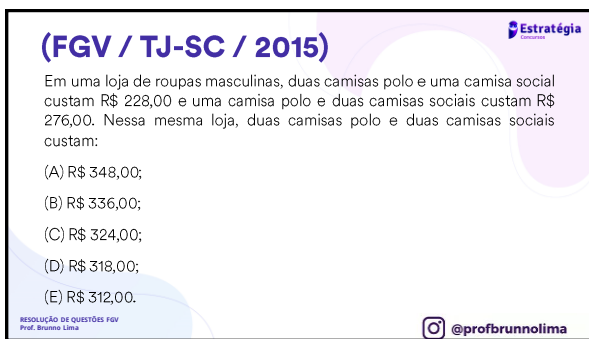 (FGV / TJ-SC / 2015)
Estratégia
Concursos
Em uma loja de roupas masculinas, duas camisas polo e uma camisa social
custam R$ 228,00 e uma camisa polo e duas camisas sociais custam R$
276,00. Nessa mesma loja, duas camisas polo e duas camisas sociais
custam:
(A) R$ 348,00;
(B) R$ 336,00;
(C) R$ 324,00;
(D) R$ 318,00;
(E) R$ 312,00.
RESOLUÇÃO DE QUESTÕES FGV
Prof. Brunno Lima
@profbrunnolima